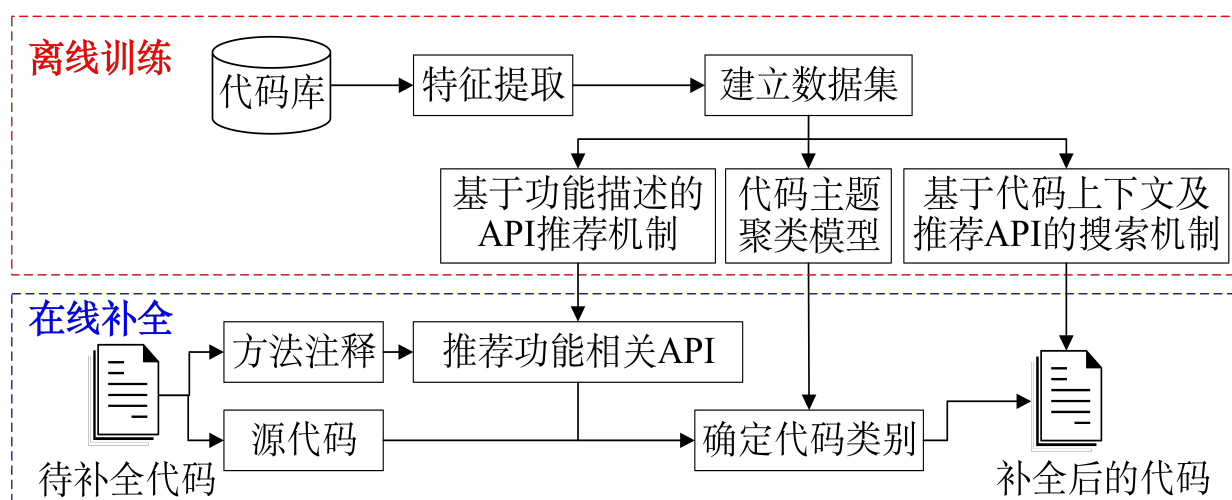 离线训练
代码库
特征提取
建立数据集
基于功能描述的
API推荐机制
代码主题
聚类模型
基于代码上下文及
推荐API的搜索机制
在线补全
方法注释
推荐功能相关API
源代码
确定代码类别
待补全代码
补全后的代码